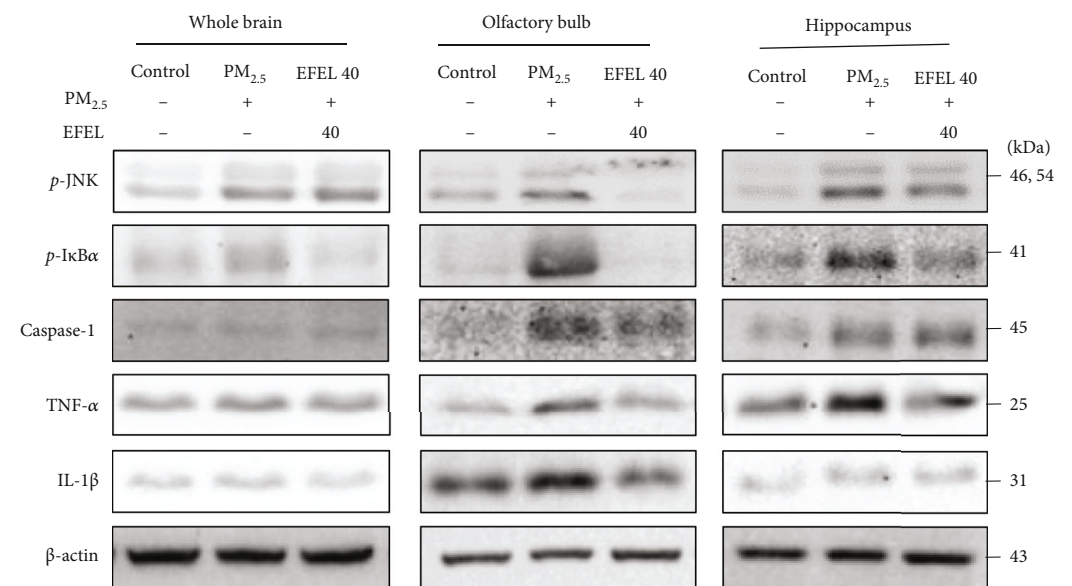 Whole brain Olfactory bulb Hippocampus
Control PM2.5 EFEL 40 Control PM2.5 EFEL 40 Control PM2.5 EFEL 40
PM2.5 – + + – + + – + +
EFEL – – 40 – – 40 – – 40
(kDa)
p-JNK 46, 54
p-IκBα 41
Caspase-1 45
TNF-α 25
IL-1β 31
β-actin 43